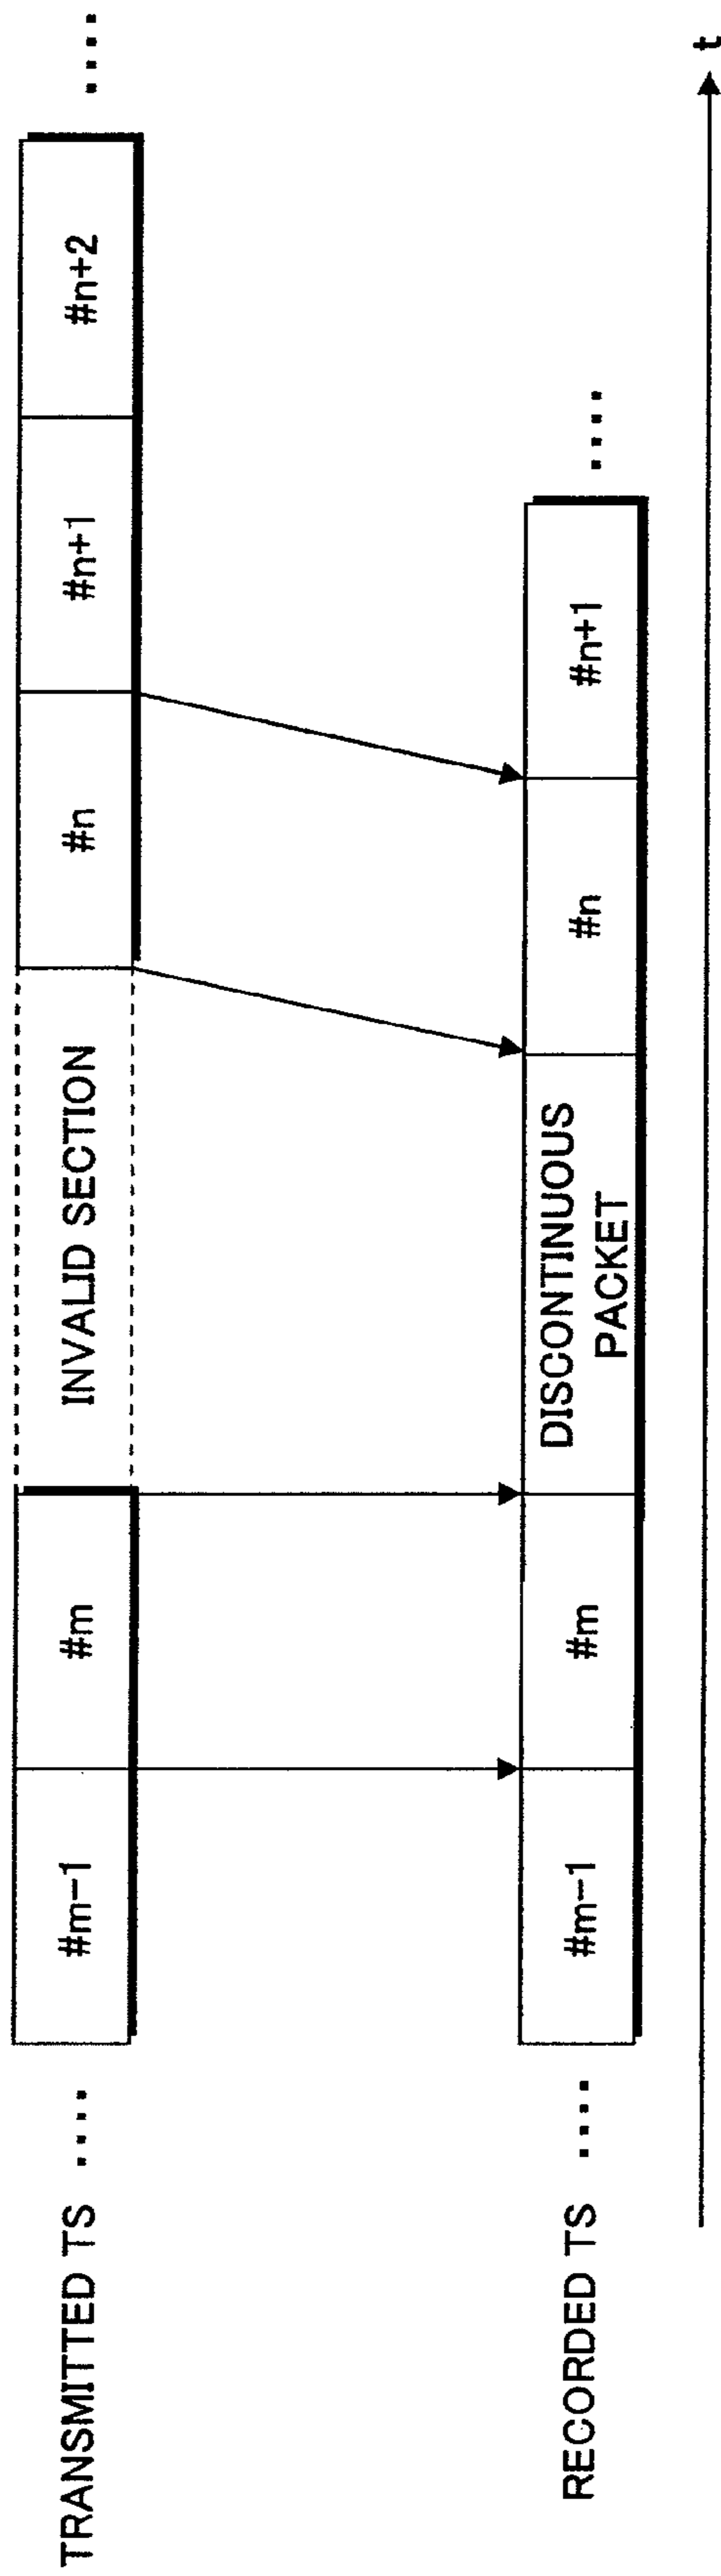 TRANSMITTED TS ···· #m-1 #m INVALID SECTION #n #n+1 #n+2 ····
RECORDED TS ···· #m-1 #m DISCONTINUOUS PACKET #n #n+1 ····
t